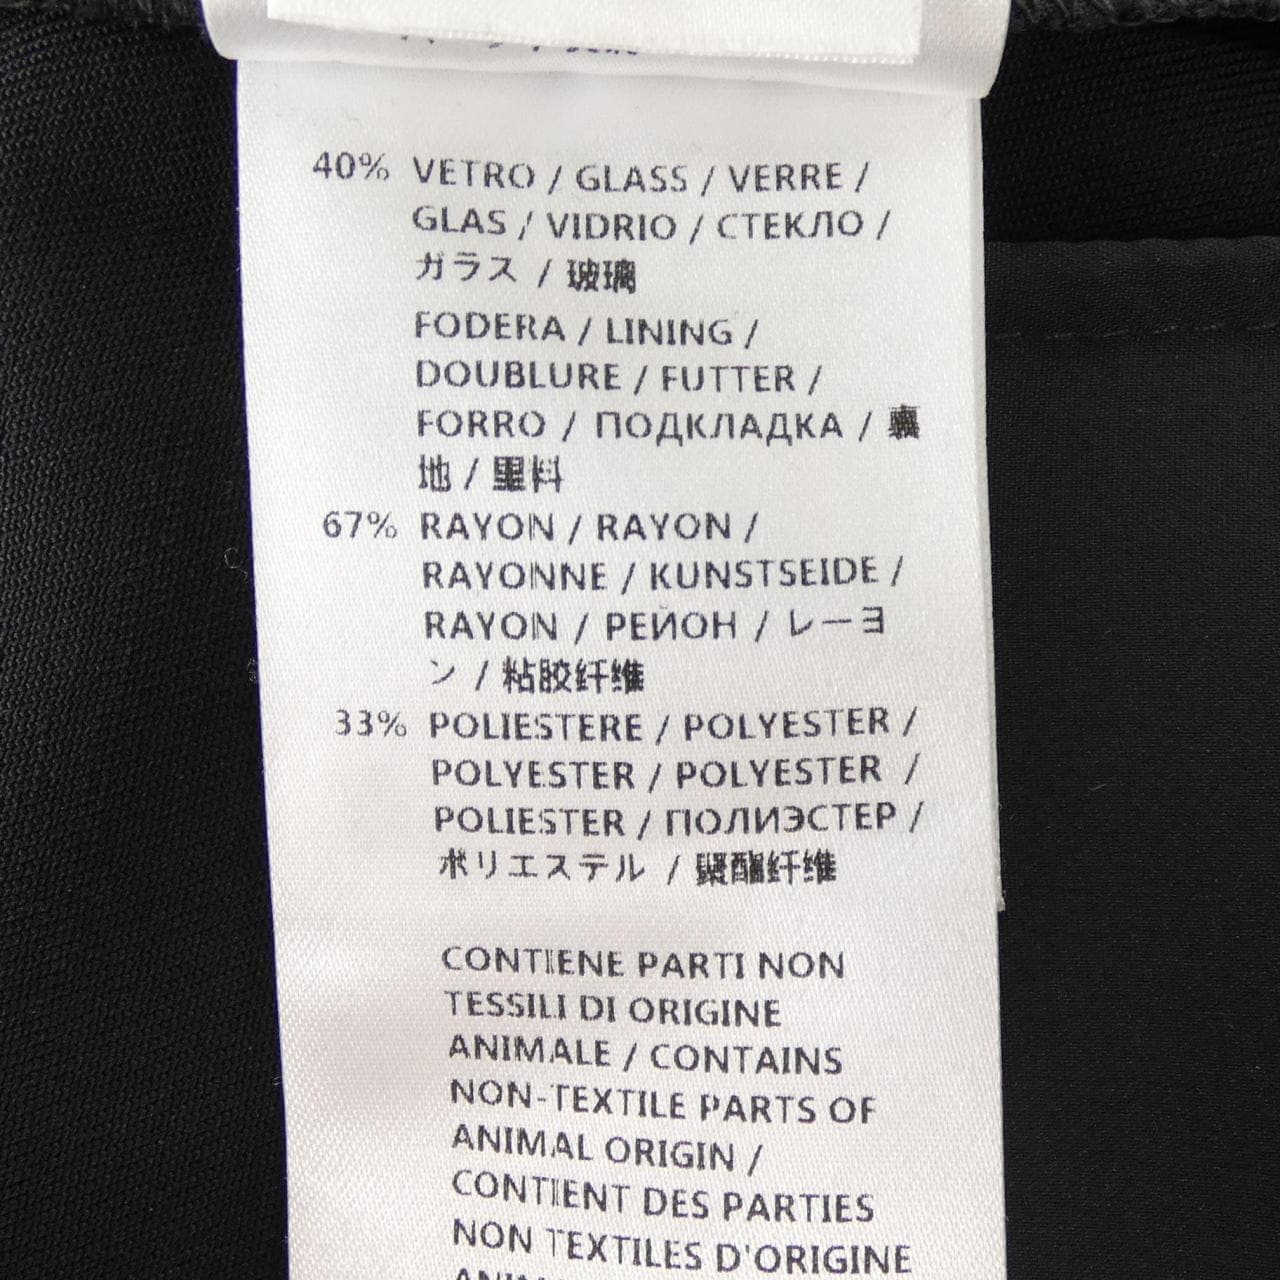 40% VETRO / GLASS / VERRE /
GLAS / VIDRIO / СТЕКЛО /
ガラス / 玻璃
FODERA / LINING /
DOUBLURE / FUTTER /
FORRO / ПОДКЛАДКА / 裏
地 / 里料
67% RAYON / RAYON /
RAYONNE / KUNSTSEIDE /
RAYON / РЕЙОН / レーヨ
ン / 粘胶纤维
33% POLIESTERE / POLYESTER /
POLYESTER / POLYESTER /
POLIESTER / ПОЛИЭСТЕР /
ポリエステル / 聚酯纤维
CONTIENE PARTI NON
TESSILI DI ORIGINE
ANIMALE / CONTAINS
NON-TEXTILE PARTS OF
ANIMAL ORIGIN /
CONTIENT DES PARTIES
NON TEXTILES D'ORIGINE